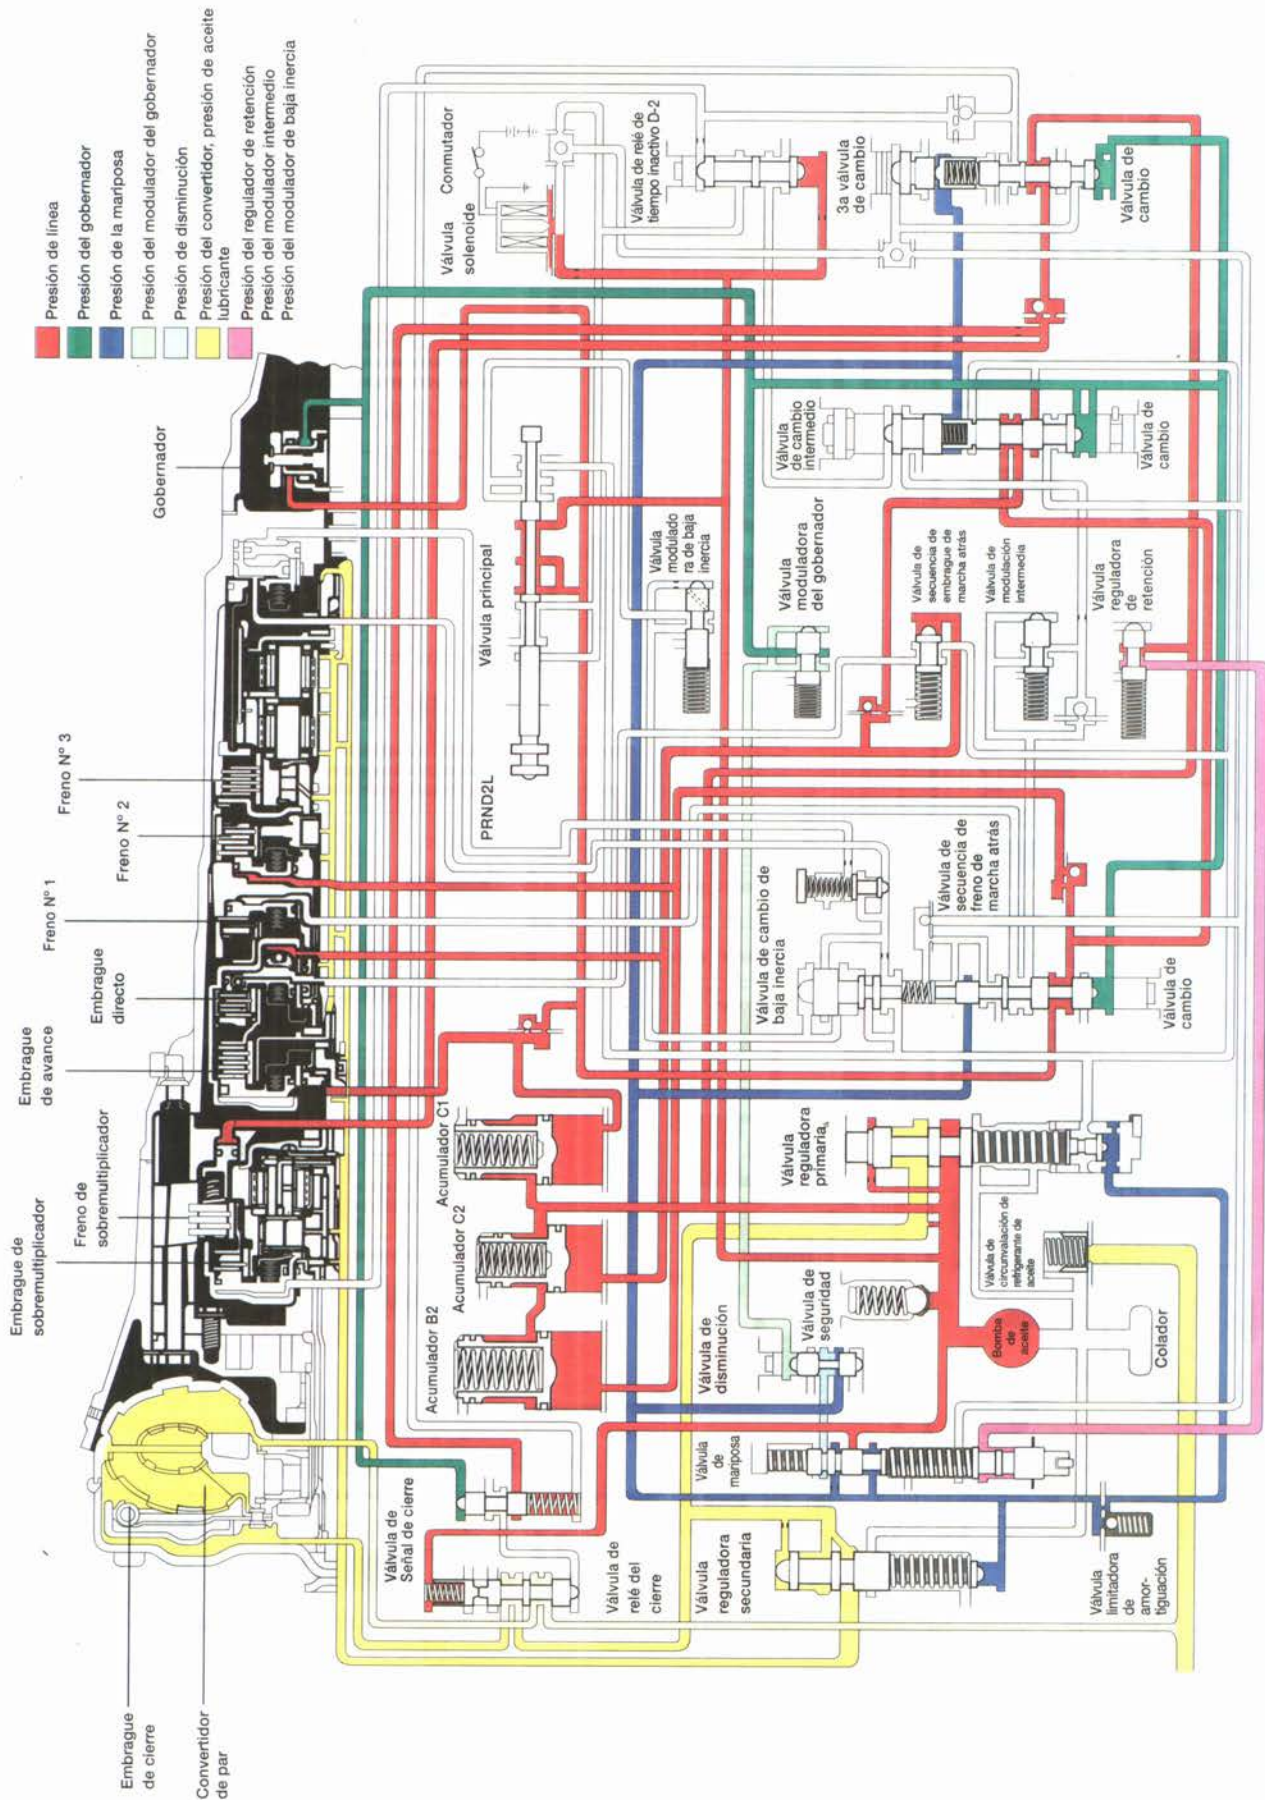 Presión de línea
Presión del gobernador
Presión de la mariposa
Presión del modulador del gobernador
Presión de disminución
Presión del convertidor, presión de aceite
lubricante
Presión del regulador de retención
Presión del modulador intermedio
Presión del modulador de baja inercia
Embrague
de cierre
Convertidor
de par
Embrague de
sobremultiplicador
Freno de
sobremultiplicador
Embrague
de avance
Embrague
directo
Freno Nº 1
Freno Nº 2
Freno Nº 3
Gobernador
Válvula de
Señal de cierre
Válvula de
relé del
cierre
Acumulador B2
Acumulador C2
Acumulador C1
PRND2L
Válvula principal
Válvula
solenoide
Conmutador
Válvula de relé de
tiempo inactivo D-2
Válvula
modulado
ra de baja
inercia
Válvula
moduladora
del gobernador
Válvula de
secuencia de
embrague de
marcha atrás
Válvula de
modulación
intermedia
Válvula
reguladora
de
retención
Válvula
de cambio
intermedio
Válvula de
cambio
3a válvula
de cambio
Válvula de
cambio
Válvula
reguladora
secundaria
Válvula
de
mariposa
Válvula de
disminución
Válvula de
seguridad
Válvula
reguladora
primaria
Válvula de cambio de
baja inercia
Válvula de
secuencia de
freno de
marcha atrás
Válvula de
cambio
Válvula
limitadora
de
amor-
tiguación
Bomba
de
aceite
Colador
Válvula de
circunvalación de
refrigerante de
aceite